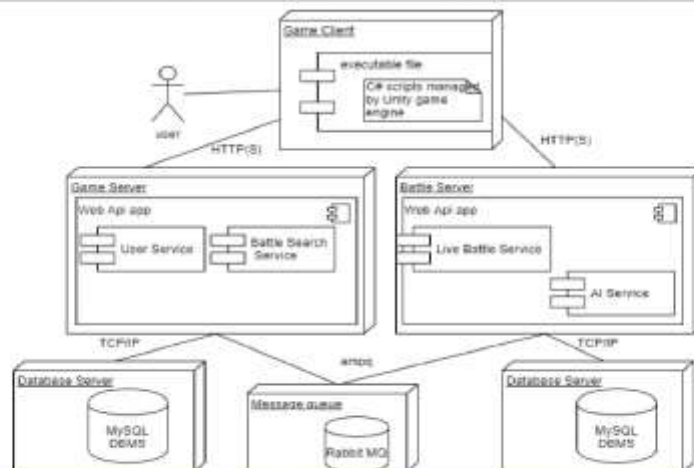 Game Client
executable file
C# scripts managed
by Unity game
engine
user
HTTP(S)
HTTP(S)
Game Server
Web Api app
User Service
Battle Search
Service
Battle Server
Web Api app
Live Battle Service
AI Service
TCP/IP
ampq
TCP/IP
Database Server
MySQL
DBMS
Message queue
Rabbit MQ
Database Server
MySQL
DBMS